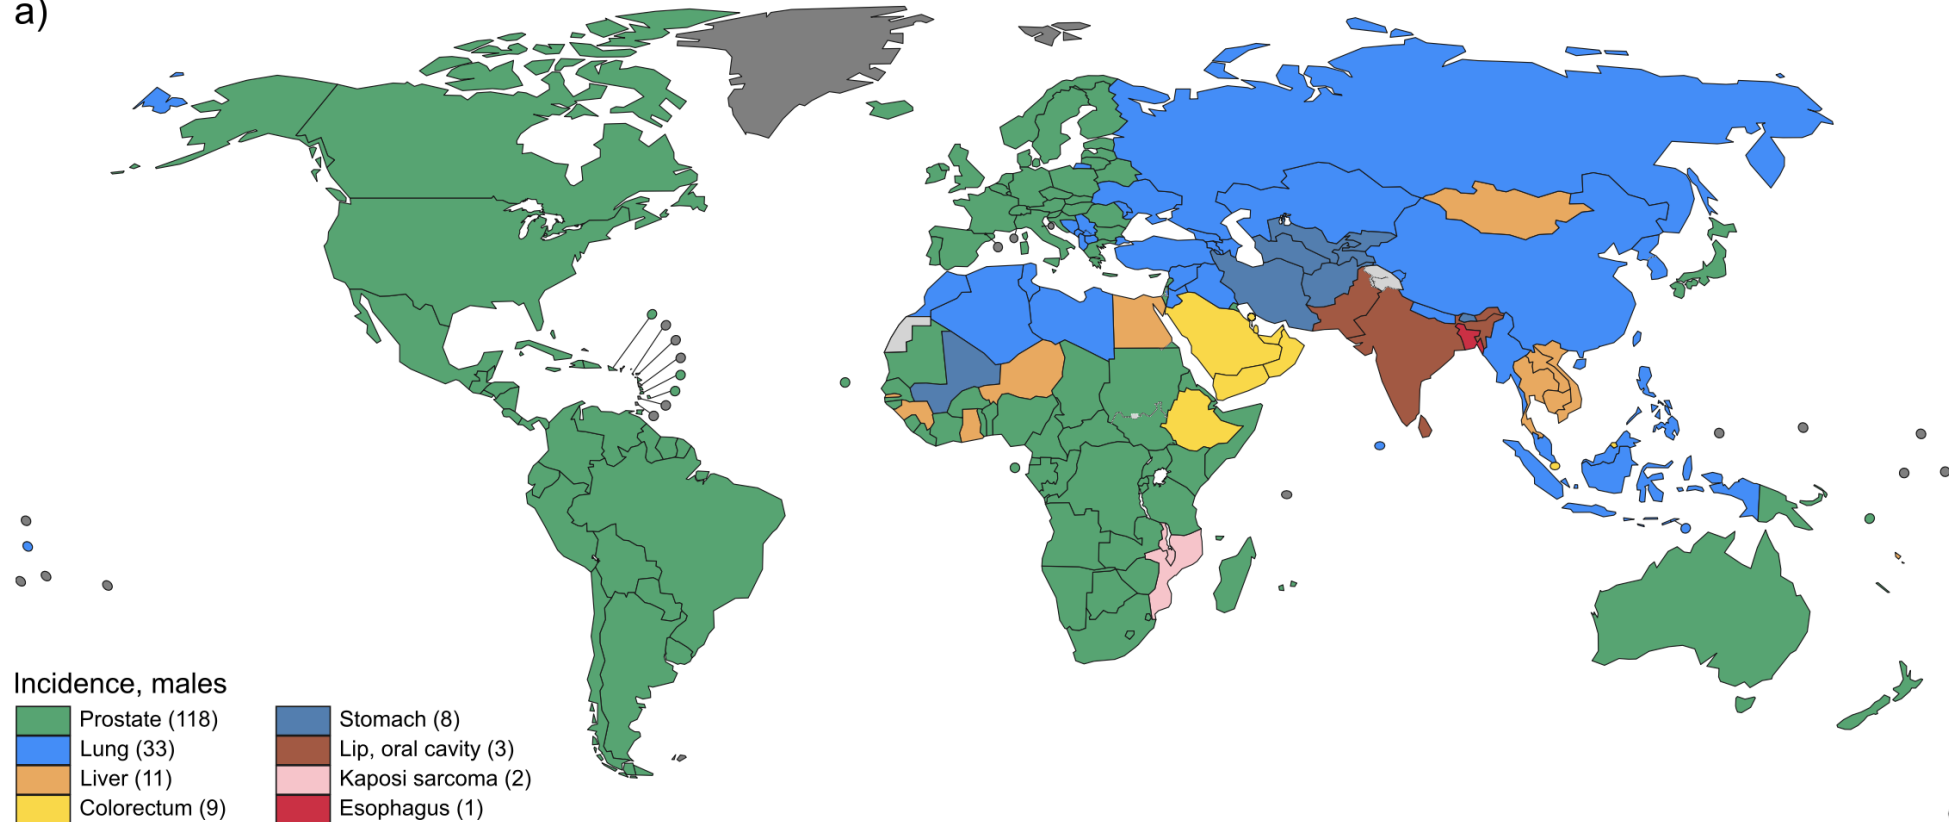 a)
Incidence, males
Prostate (118)
Lung (33)
Liver (11)
Colorectum (9)
Stomach (8)
Lip, oral cavity (3)
Kaposi sarcoma (2)
Esophagus (1)